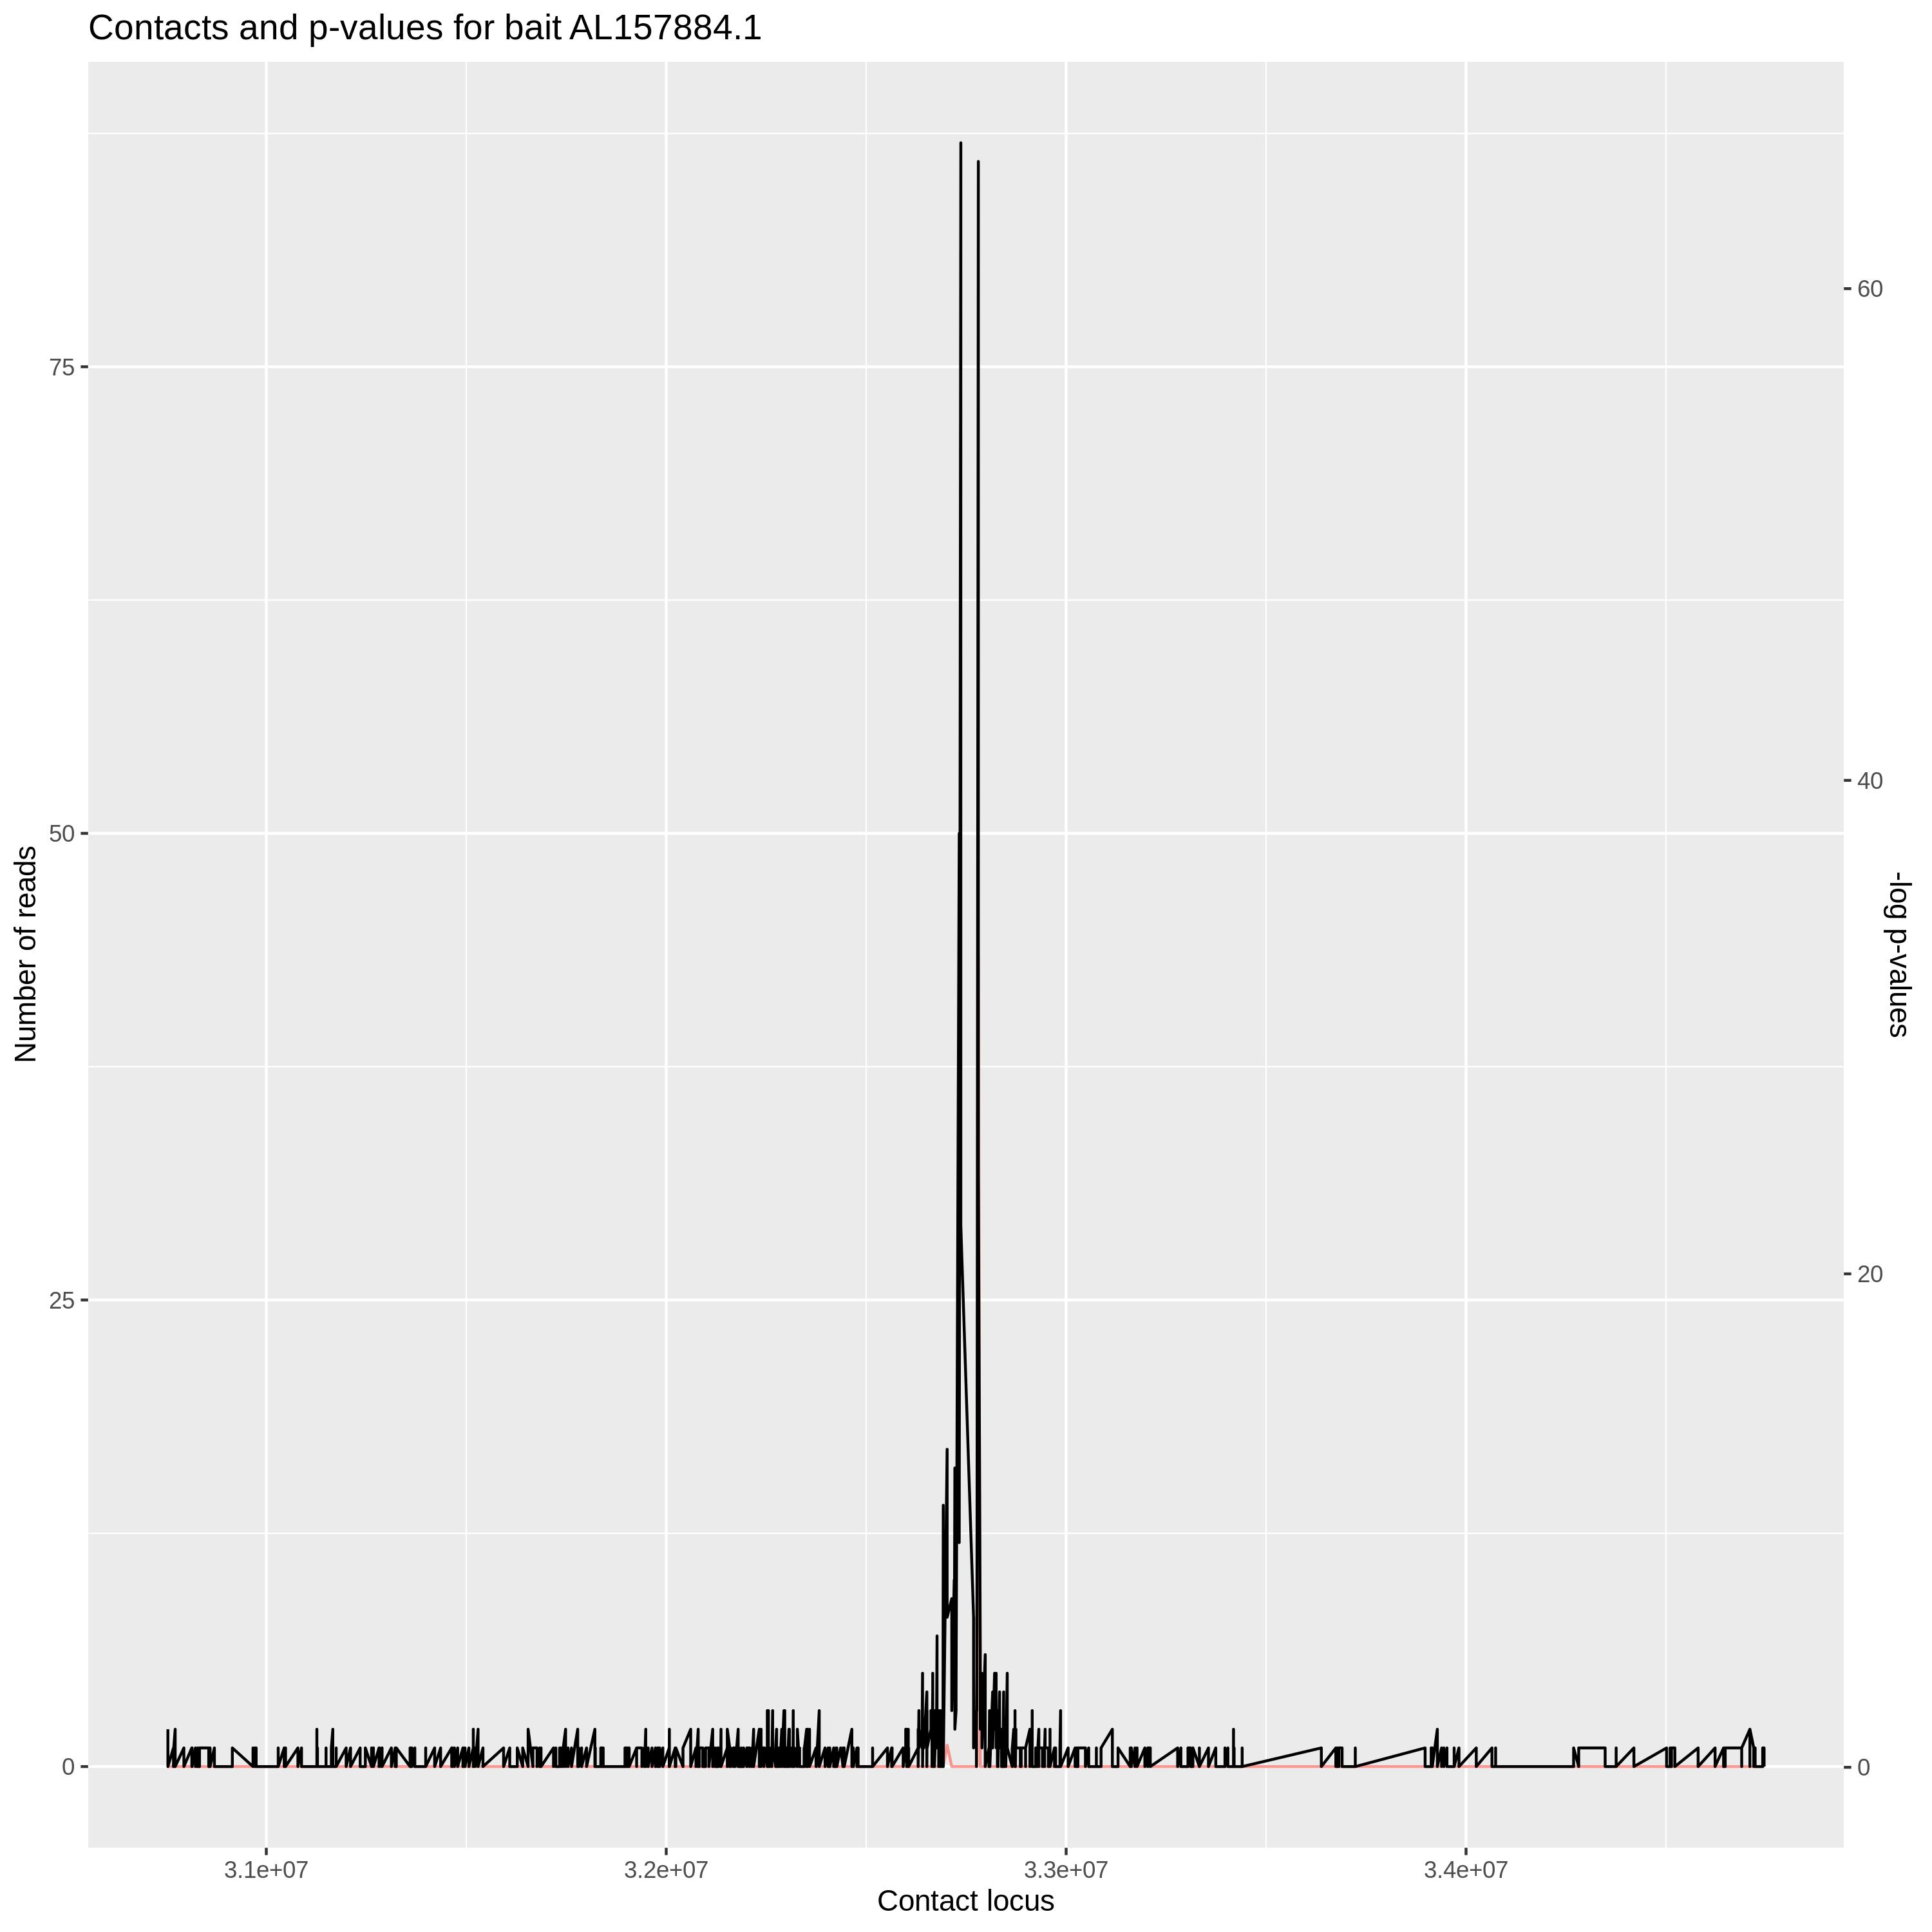 Contacts and p-values for bait AL157884.1
75
50
25
0
Number of reads
60
40
20
0
-log p-values
3.1e+07
3.2e+07
3.3e+07
3.4e+07
Contact locus